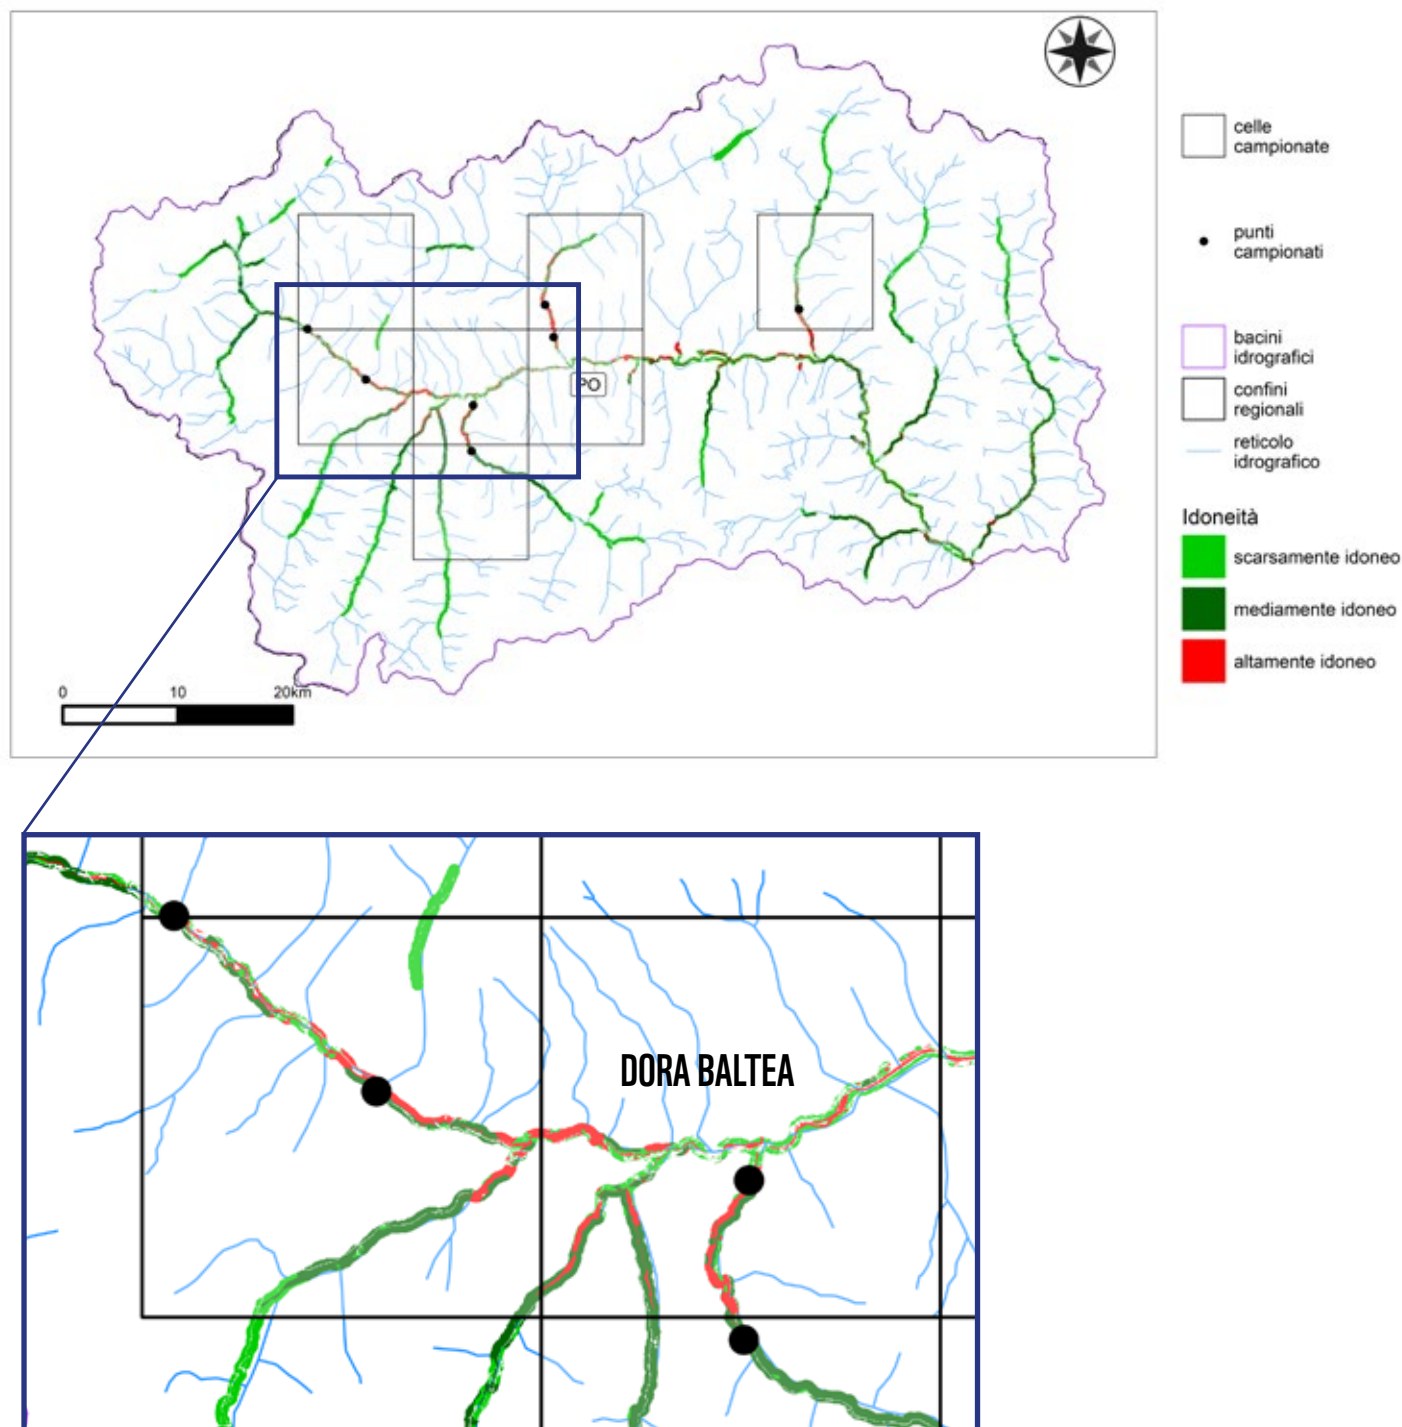 celle
campionate
punti
campionati
bacini
idrografici
confini
regionali
reticolo
idrografico
Idoneità
scarsamente idoneo
mediamente idoneo
altamente idoneo
PO
0 10 20km
DORA BALTEA